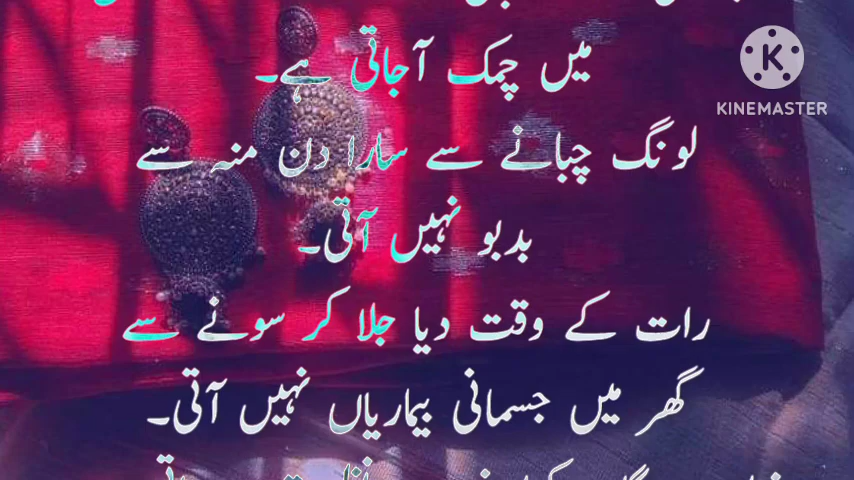 میں چمک آجاتی ہے۔
لونگ چبانے سے سارا دن منہ سے
بدبو نہیں آتی۔
رات کے وقت دیا جلا کر سونے سے
گھر میں جسمانی بیماریاں نہیں آتی۔
KINEMASTER